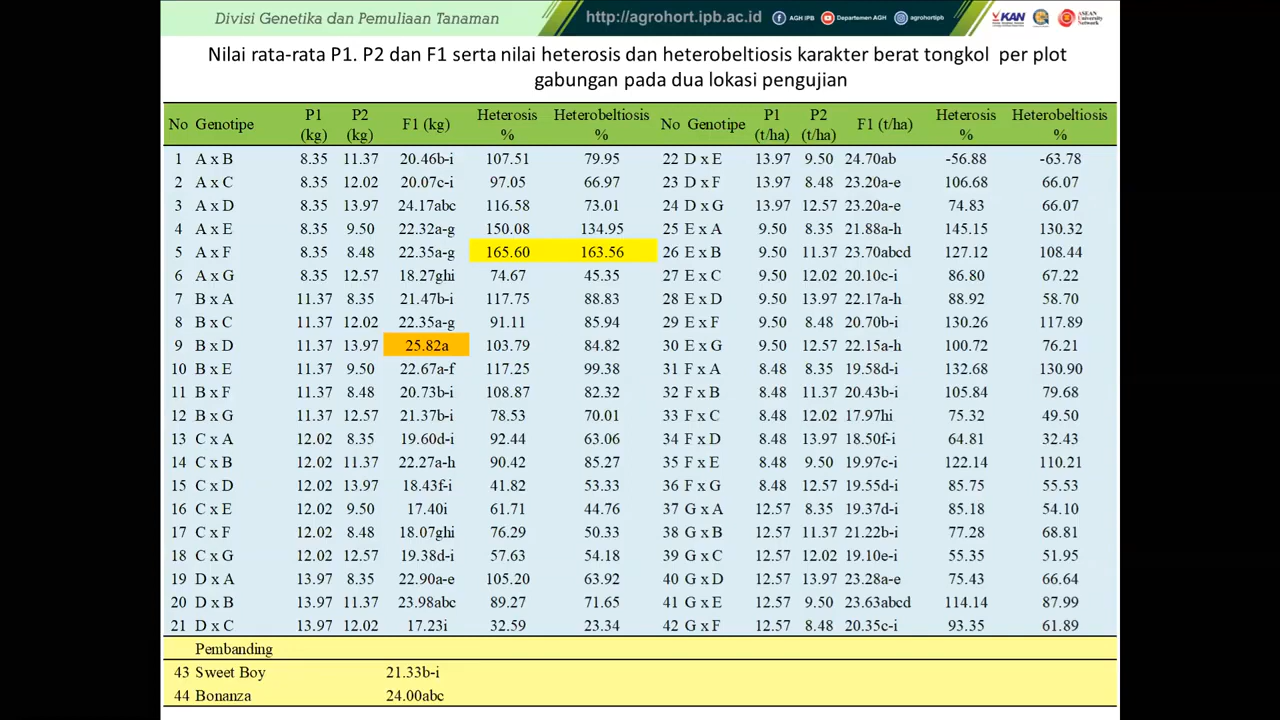 Divisi Genetika dan Pemuliaan Tanaman http://agrohort.ipb.ac.id AGH IPB Departemen AGH agrohortipb KAN ASEAN University Network
Nilai rata-rata P1. P2 dan F1 serta nilai heterosis dan heterobeltiosis karakter berat tongkol per plot
gabungan pada dua lokasi pengujian
No Genotipe P1 (kg) P2 (kg) F1 (kg) Heterosis % Heterobeltiosis % No Genotipe P1 (t/ha) P2 (t/ha) F1 (t/ha) Heterosis % Heterobeltiosis %
1 A x B 8.35 11.37 20.46b-i 107.51 79.95 22 D x E 13.97 9.50 24.70ab -56.88 -63.78
2 A x C 8.35 12.02 20.07c-i 97.05 66.97 23 D x F 13.97 8.48 23.20a-e 106.68 66.07
3 A x D 8.35 13.97 24.17abc 116.58 73.01 24 D x G 13.97 12.57 23.20a-e 74.83 66.07
4 A x E 8.35 9.50 22.32a-g 150.08 134.95 25 E x A 9.50 8.35 21.88a-h 145.15 130.32
5 A x F 8.35 8.48 22.35a-g 165.60 163.56 26 E x B 9.50 11.37 23.70abcd 127.12 108.44
6 A x G 8.35 12.57 18.27ghi 74.67 45.35 27 E x C 9.50 12.02 20.10c-i 86.80 67.22
7 B x A 11.37 8.35 21.47b-i 117.75 88.83 28 E x D 9.50 13.97 22.17a-h 88.92 58.70
8 B x C 11.37 12.02 22.35a-g 91.11 85.94 29 E x F 9.50 8.48 20.70b-i 130.26 117.89
9 B x D 11.37 13.97 25.82a 103.79 84.82 30 E x G 9.50 12.57 22.15a-h 100.72 76.21
10 B x E 11.37 9.50 22.67a-f 117.25 99.38 31 F x A 8.48 8.35 19.58d-i 132.68 130.90
11 B x F 11.37 8.48 20.73b-i 108.87 82.32 32 F x B 8.48 11.37 20.43b-i 105.84 79.68
12 B x G 11.37 12.57 21.37b-i 78.53 70.01 33 F x C 8.48 12.02 17.97hi 75.32 49.50
13 C x A 12.02 8.35 19.60d-i 92.44 63.06 34 F x D 8.48 13.97 18.50f-i 64.81 32.43
14 C x B 12.02 11.37 22.27a-h 90.42 85.27 35 F x E 8.48 9.50 19.97c-i 122.14 110.21
15 C x D 12.02 13.97 18.43f-i 41.82 53.33 36 F x G 8.48 12.57 19.55d-i 85.75 55.53
16 C x E 12.02 9.50 17.40i 61.71 44.76 37 G x A 12.57 8.35 19.37d-i 85.18 54.10
17 C x F 12.02 8.48 18.07ghi 76.29 50.33 38 G x B 12.57 11.37 21.22b-i 77.28 68.81
18 C x G 12.02 12.57 19.38d-i 57.63 54.18 39 G x C 12.57 12.02 19.10e-i 55.35 51.95
19 D x A 13.97 8.35 22.90a-e 105.20 63.92 40 G x D 12.57 13.97 23.28a-e 75.43 66.64
20 D x B 13.97 11.37 23.98abc 89.27 71.65 41 G x E 12.57 9.50 23.63abcd 114.14 87.99
21 D x C 13.97 12.02 17.23i 32.59 23.34 42 G x F 12.57 8.48 20.35c-i 93.35 61.89
Pembanding
43 Sweet Boy 21.33b-i
44 Bonanza 24.00abc